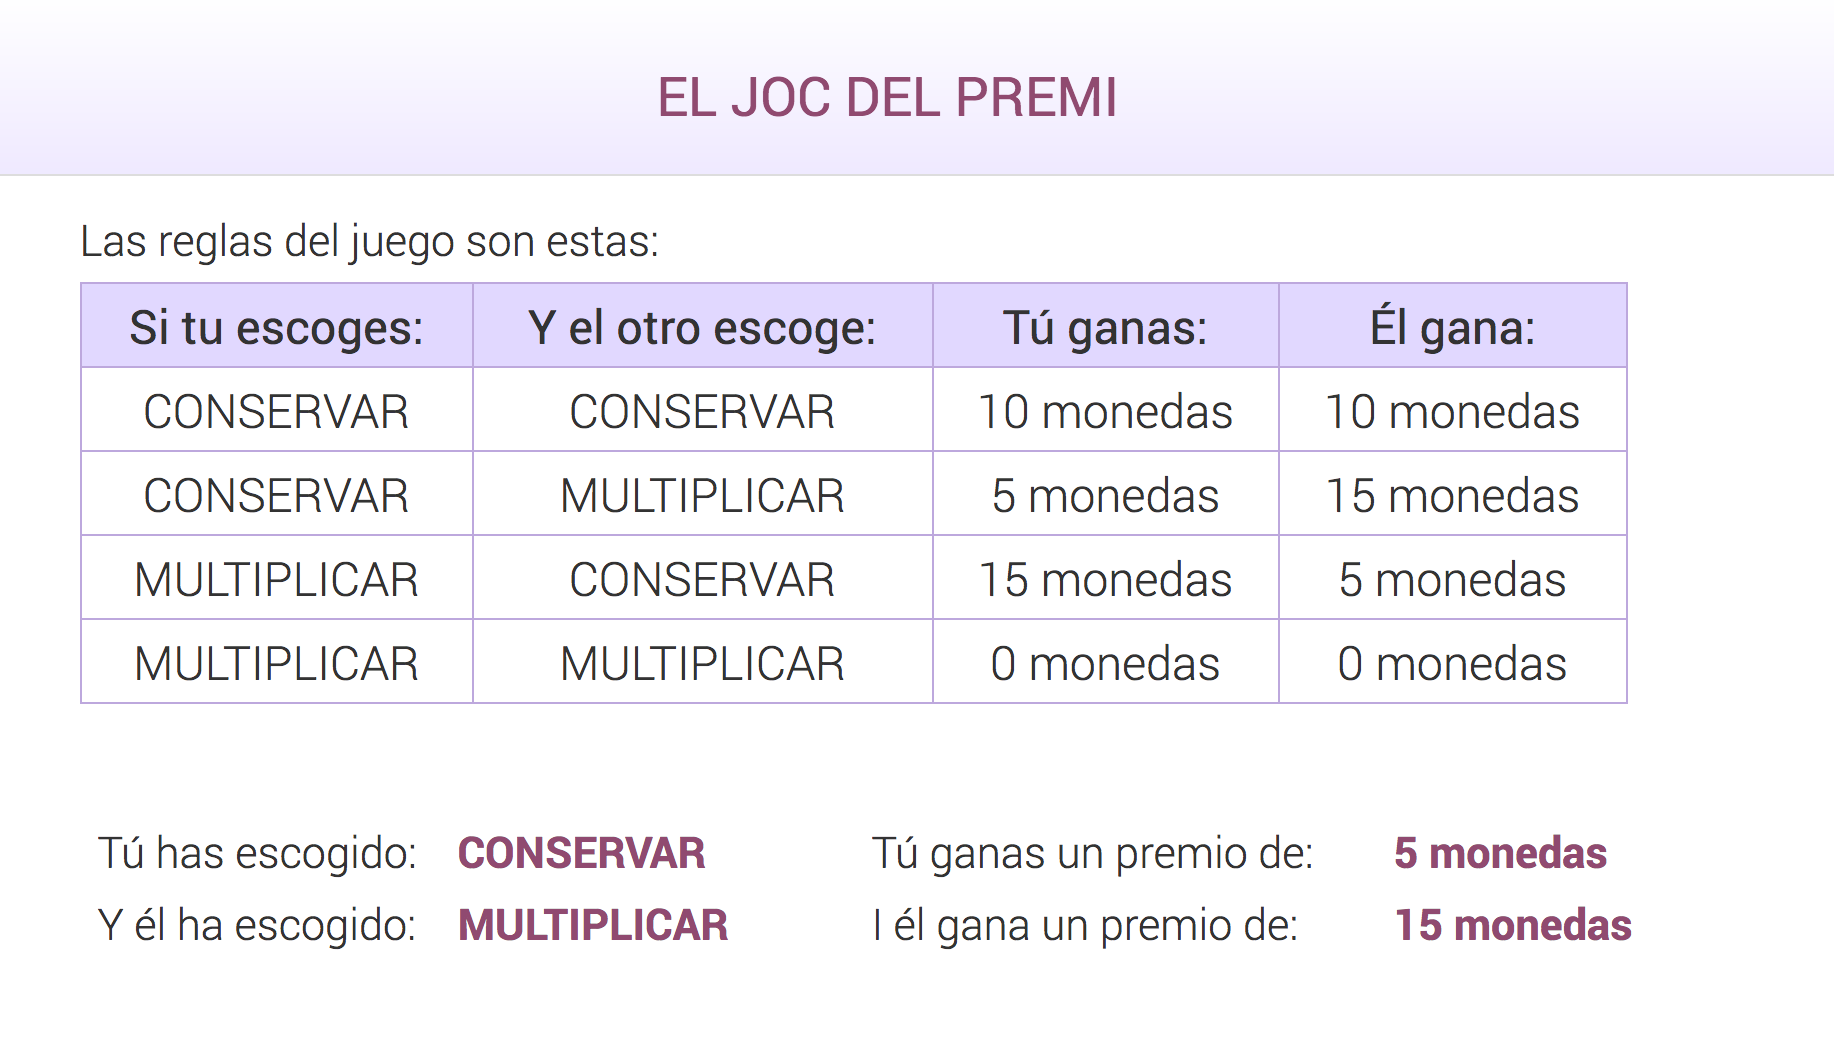 EL JOC DEL PREMI
Las reglas del juego son estas:
Si tu escoges: Y el otro escoge: Tú ganas: Él gana:
CONSERVAR CONSERVAR 10 monedas 10 monedas
CONSERVAR MULTIPLICAR 5 monedas 15 monedas
MULTIPLICAR CONSERVAR 15 monedas 5 monedas
MULTIPLICAR MULTIPLICAR 0 monedas 0 monedas
Tú has escogido: CONSERVAR Tú ganas un premio de: 5 monedas
Y él ha escogido: MULTIPLICAR I él gana un premio de: 15 monedas